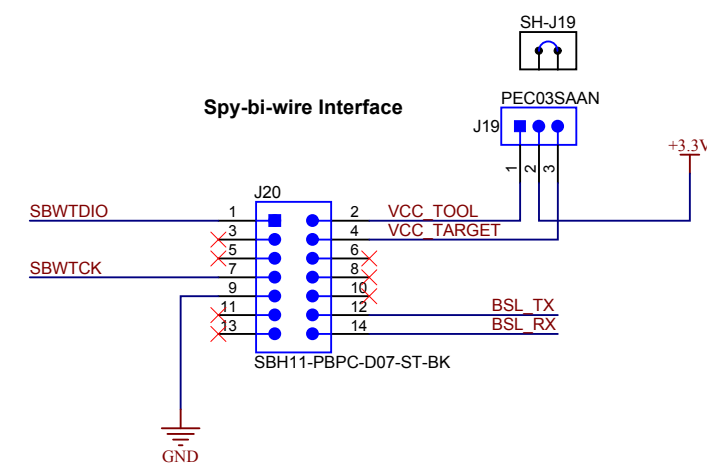 SH-J19
PEC03SAAN
Spy-bi-wire Interface
J19
+3.3V
1
2
3
J20
SBWTDIO
1
2
VCC_TOOL
3
4
VCC_TARGET
5
6
SBWTCK
7
8
9
10
11
12
BSL_TX
13
14
BSL_RX
SBH11-PBPC-D07-ST-BK
GND